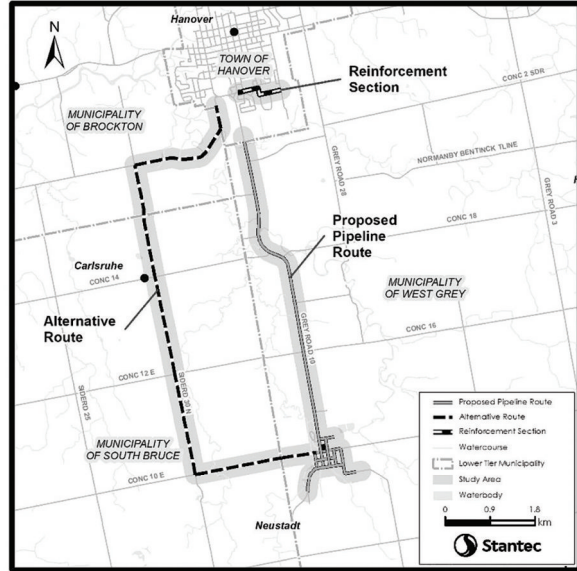 Hanover
N
TOWN OF
HANOVER
Reinforcement
Section
CONC 2 SDR
MUNICIPALITY
OF BROCKTON
NORMANBY BENTINCK TLINE
GREY ROAD 28
GREY ROAD 3
H
CONC 18
Proposed
Pipeline
Route
Carlsruhe
CONC 14
MUNICIPALITY
OF WEST GREY
Alternative
Route
GREY ROAD 10
CONC 16
CONC 12 E
SIDERD 25
SIDERD 30 N
MUNICIPALITY
OF SOUTH BRUCE
CONC 10 E
Neustadt
Proposed Pipeline Route
Alternative Route
Reinforcement Section
Watercourse
Lower Tier Municipality
Study Area
Waterbody
0 0.9 1.8
km
Stantec